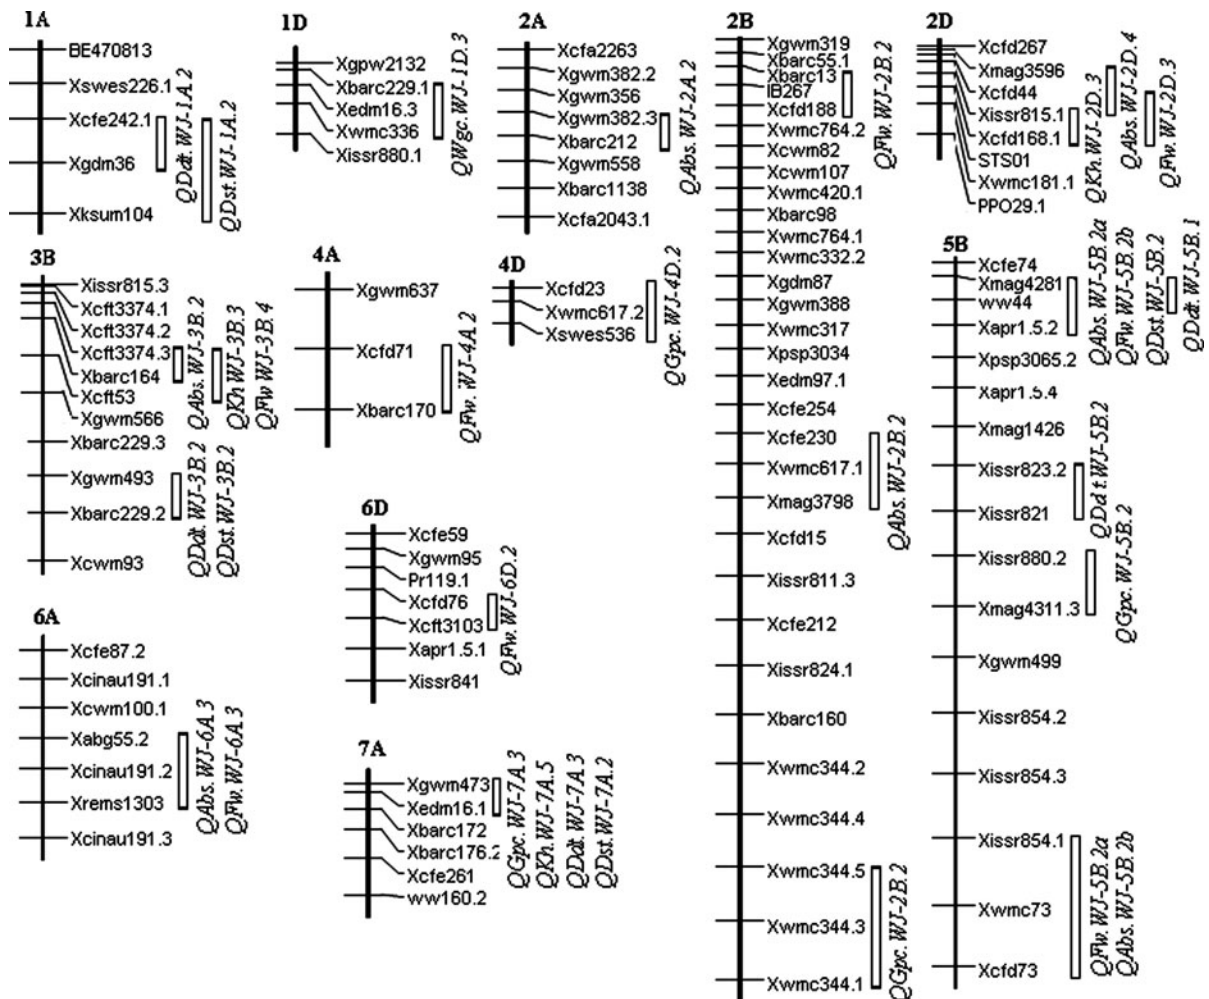 1A
BE470813
Xswes226.1
Xcfe242.1
Xgdm36
Xksum104
QDdt.WJ-1A.2
QDst.WJ-1A.2
1D
Xgpw2132
Xbarc229.1
Xedm16.3
Xwmc336
Xissr880.1
QWgc.WJ-1D.3
2A
Xcfa2263
Xgwm382.2
Xgwm356
Xgwm382.3
Xbarc212
Xgwm558
Xbarc1138
Xcfa2043.1
QAbs.WJ-2A.2
2B
Xgwm319
Xbarc55.1
Xbarc13
IB267
Xcfd188
Xwmc764.2
Xcwm82
Xcwm107
Xwmc420.1
Xbarc98
Xwmc764.1
Xwmc332.2
Xgdm87
Xgwm388
Xwmc317
Xpsp3034
Xedm97.1
Xcfe254
Xcfe230
Xwmc617.1
Xmag3798
Xcfd15
Xissr811.3
Xcfe212
Xissr824.1
Xbarc160
Xwmc344.2
Xwmc344.4
Xwmc344.5
Xwmc344.3
Xwmc344.1
QFw.WJ-2B.2
QAbs.WJ-2B.2
QGpc.WJ-2B.2
2D
Xcfd267
Xmag3596
Xcfd44
Xissr815.1
Xcfd168.1
STS01
Xwmc181.1
PPO29.1
QKh.WJ-2D.3
QAbs.WJ-2D.4
QFw.WJ-2D.3
3B
Xissr815.3
Xcft3374.1
Xcft3374.2
Xcft3374.3
Xbarc164
Xcft53
Xgwm566
Xbarc229.3
Xgwm493
Xbarc229.2
Xcwm93
QAbs.WJ-3B.2
QKh WJ-3B.3
QFw WJ-3B.4
QDdt.WJ-3B.2
QDst.WJ-3B.2
4A
Xgwm637
Xcfd71
Xbarc170
QFw.WJ-4A.2
4D
Xcfd23
Xwmc617.2
Xswes536
QGpc.WJ-4D.2
5B
Xcfe74
Xmag4281
ww44
Xapr1.5.2
Xpsp3065.2
Xapr1.5.4
Xmag1426
Xissr823.2
Xissr821
Xissr880.2
Xmag4311.3
Xgwm499
Xissr854.2
Xissr854.3
Xissr854.1
Xwmc73
Xcfd73
QAbs.WJ-5B.2a
QFw.WJ-5B.2b
QDst.WJ-5B.2
QDdt.WJ-5B.1
QDd t.WJ-5B.2
QGpc.WJ-5B.2
QFw.WJ-5B.2a
QAbs.WJ-5B.2b
6A
Xcfe87.2
Xcinau191.1
Xcwm100.1
Xabg55.2
Xcinau191.2
Xrems1303
Xcinau191.3
QAbs.WJ-6A.3
QFw.WJ-6A.3
6D
Xcfe59
Xgwm95
Pr119.1
Xcfd76
Xcft3103
Xapr1.5.1
Xissr841
QFw.WJ-6D.2
7A
Xgwm473
Xedm16.1
Xbarc172
Xbarc176.2
Xcfe261
ww160.2
QGpc.WJ-7A.3
QKh.WJ-7A.5
QDdt.WJ-7A.3
QDst.WJ-7A.2